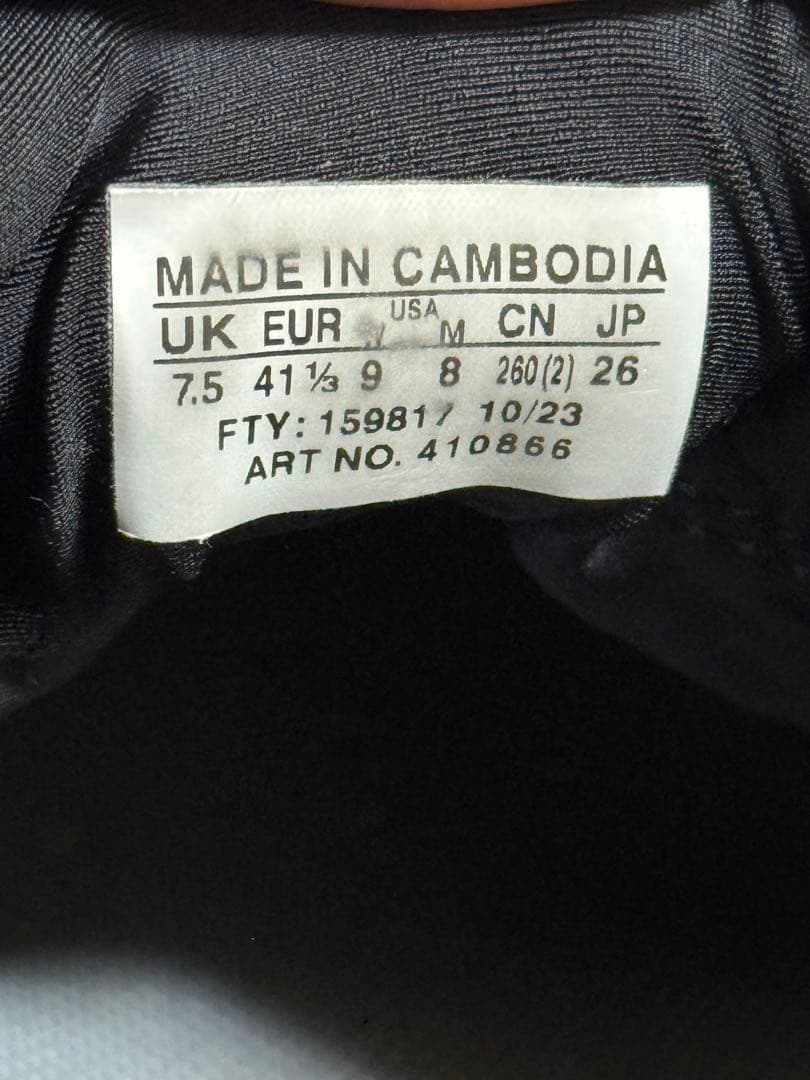 MADE IN CAMBODIA
UK EUR USA M CN JP
7.5 41⅓ 9 8 260(2) 26
FTY: 159817 10/23
ART NO. 410866